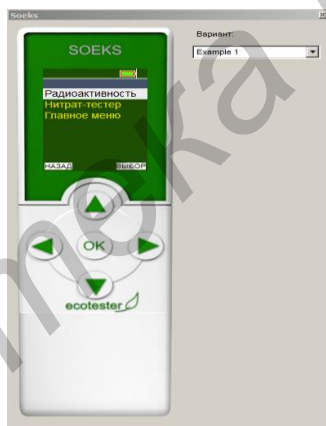 Soeks
Вариант:
Example 1
SOEKS
Радиоактивность
Нитрат-тестер
Главное меню
НАЗАД
ВЫБОР
OK
ecotester